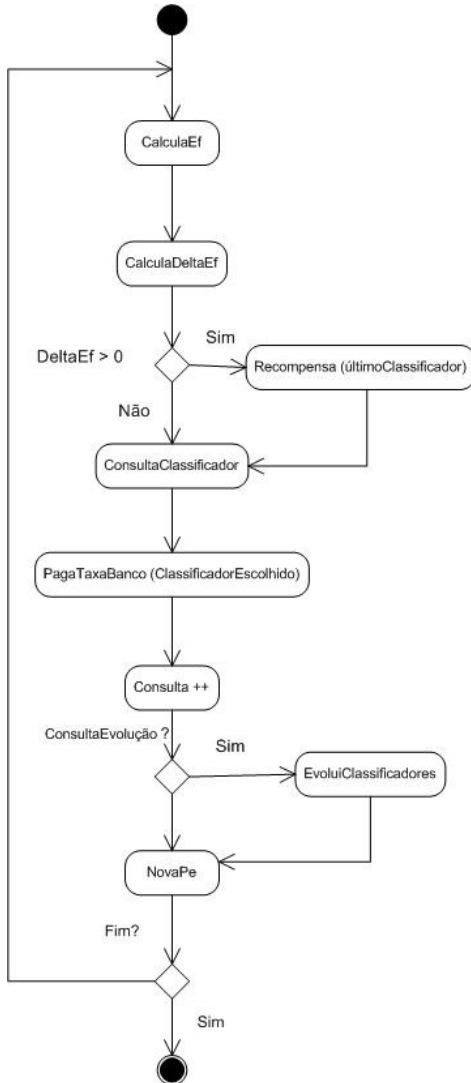 CalculaEf
CalculaDeltaEf
Sim
DeltaEf > 0
Recompensa (últimoClassificador)
Não
ConsultaClassificador
PagaTaxaBanco (ClassificadorEscolhido)
Consulta ++
ConsultaEvolução ?
Sim
EvoluiClassificadores
NovaPe
Fim?
Sim